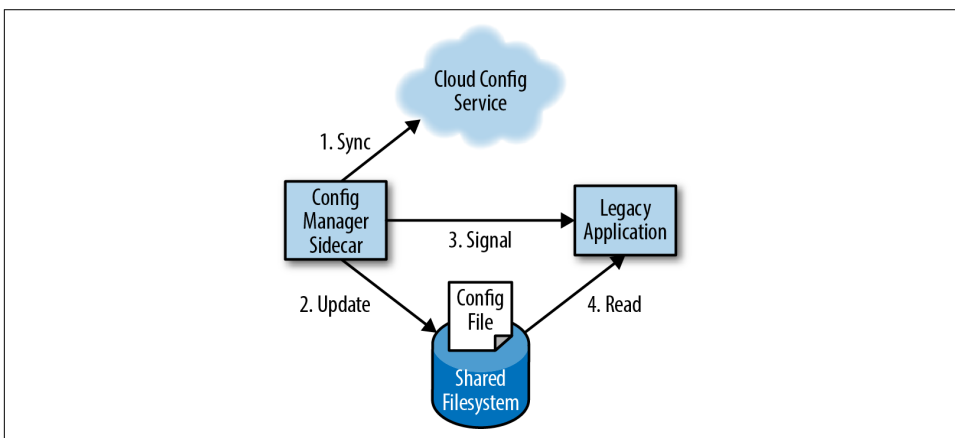 Cloud Config
Service
1. Sync
Config
Manager
Sidecar
Legacy
Application
3. Signal
2. Update
Config
File
4. Read
Shared
Filesystem